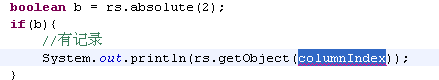 boolean b = rs.absolute(2);
if(b){
//有记录
System.out.println(rs.getObject(columnIndex));
}